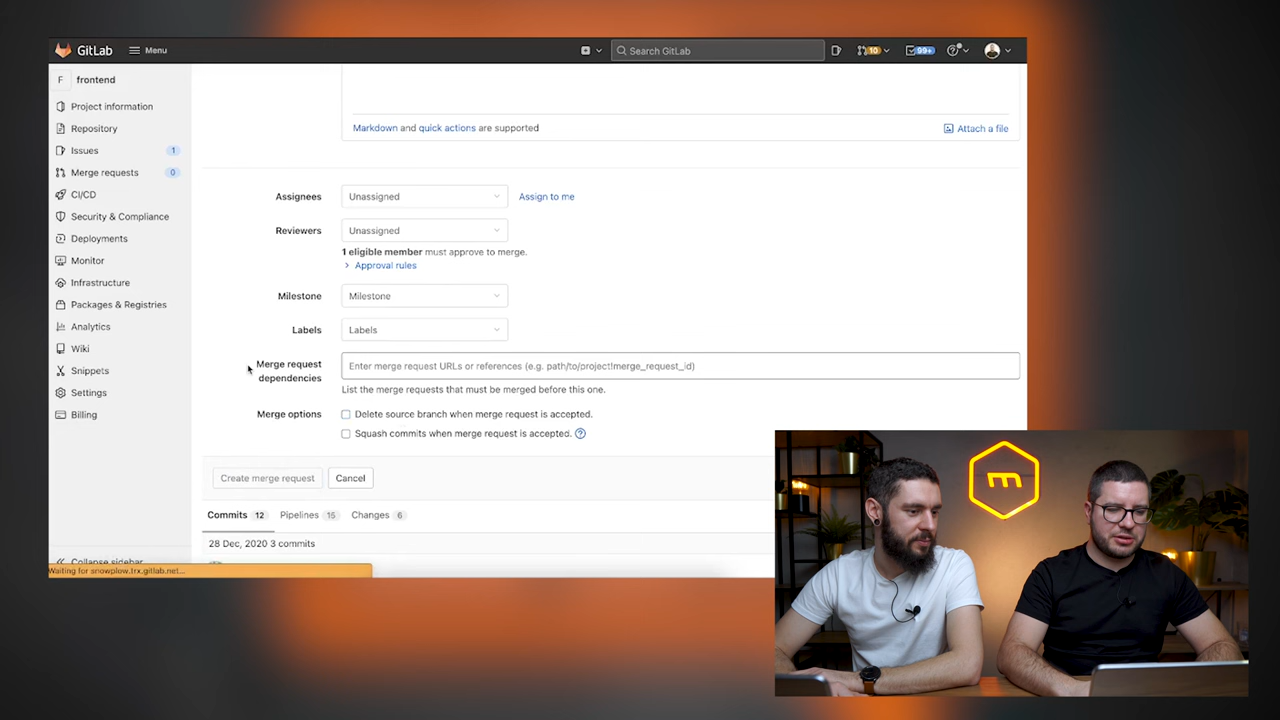 GitLab
Menu
Search GitLab
10
99+
F frontend
Project information
Repository
Issues 1
Merge requests 0
CI/CD
Security & Compliance
Deployments
Monitor
Infrastructure
Packages & Registries
Analytics
Wiki
Snippets
Settings
Billing
Collapse sidebar
Waiting for snowplow.trx.gitlab.net...
Markdown and quick actions are supported
Attach a file
Assignees Unassigned Assign to me
Reviewers Unassigned
1 eligible member must approve to merge.
> Approval rules
Milestone Milestone
Labels Labels
Merge request dependencies
Enter merge request URLs or references (e.g. path/to/project!merge_request_id)
List the merge requests that must be merged before this one.
Merge options
Delete source branch when merge request is accepted.
Squash commits when merge request is accepted. ?
Create merge request Cancel
Commits 12 Pipelines 15 Changes 6
28 Dec, 2020 3 commits
m